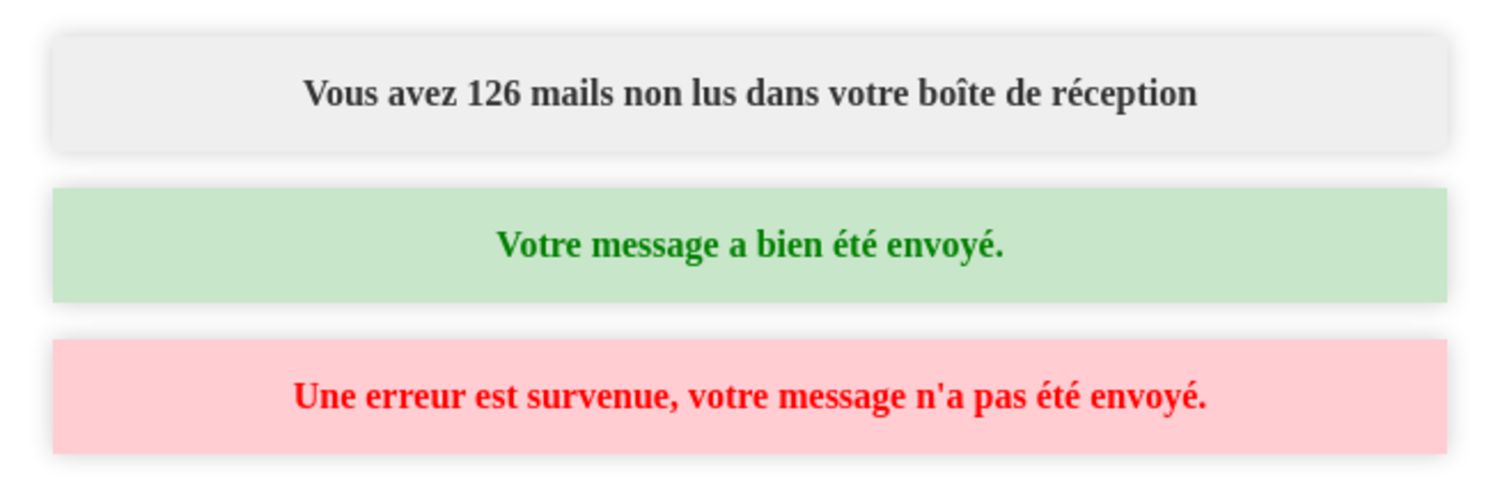 Vous avez 126 mails non lus dans votre boîte de réception
Votre message a bien été envoyé.
Une erreur est survenue, votre message n'a pas été envoyé.